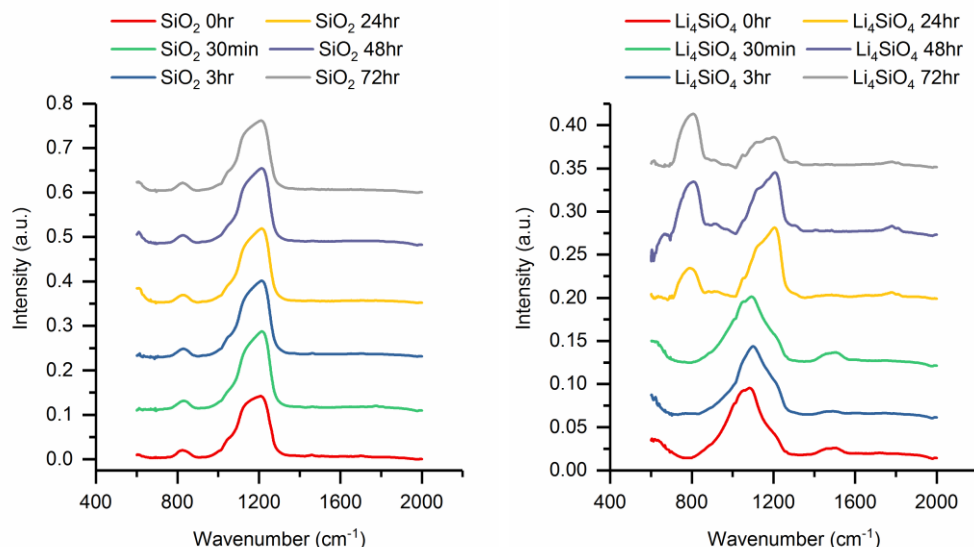 SiO₂ 0hr SiO₂ 24hr
SiO₂ 30min SiO₂ 48hr
SiO₂ 3hr SiO₂ 72hr
0.8
0.7
0.6
0.5
0.4
0.3
0.2
0.1
0.0
Intensity (a.u.)
400 800 1200 1600 2000
Wavenumber (cm⁻¹)
Li₄SiO₄ 0hr Li₄SiO₄ 24hr
Li₄SiO₄ 30min Li₄SiO₄ 48hr
Li₄SiO₄ 3hr Li₄SiO₄ 72hr
0.40
0.35
0.30
0.25
0.20
0.15
0.10
0.05
0.00
Intensity (a.u.)
400 800 1200 1600 2000
Wavenumber (cm⁻¹)